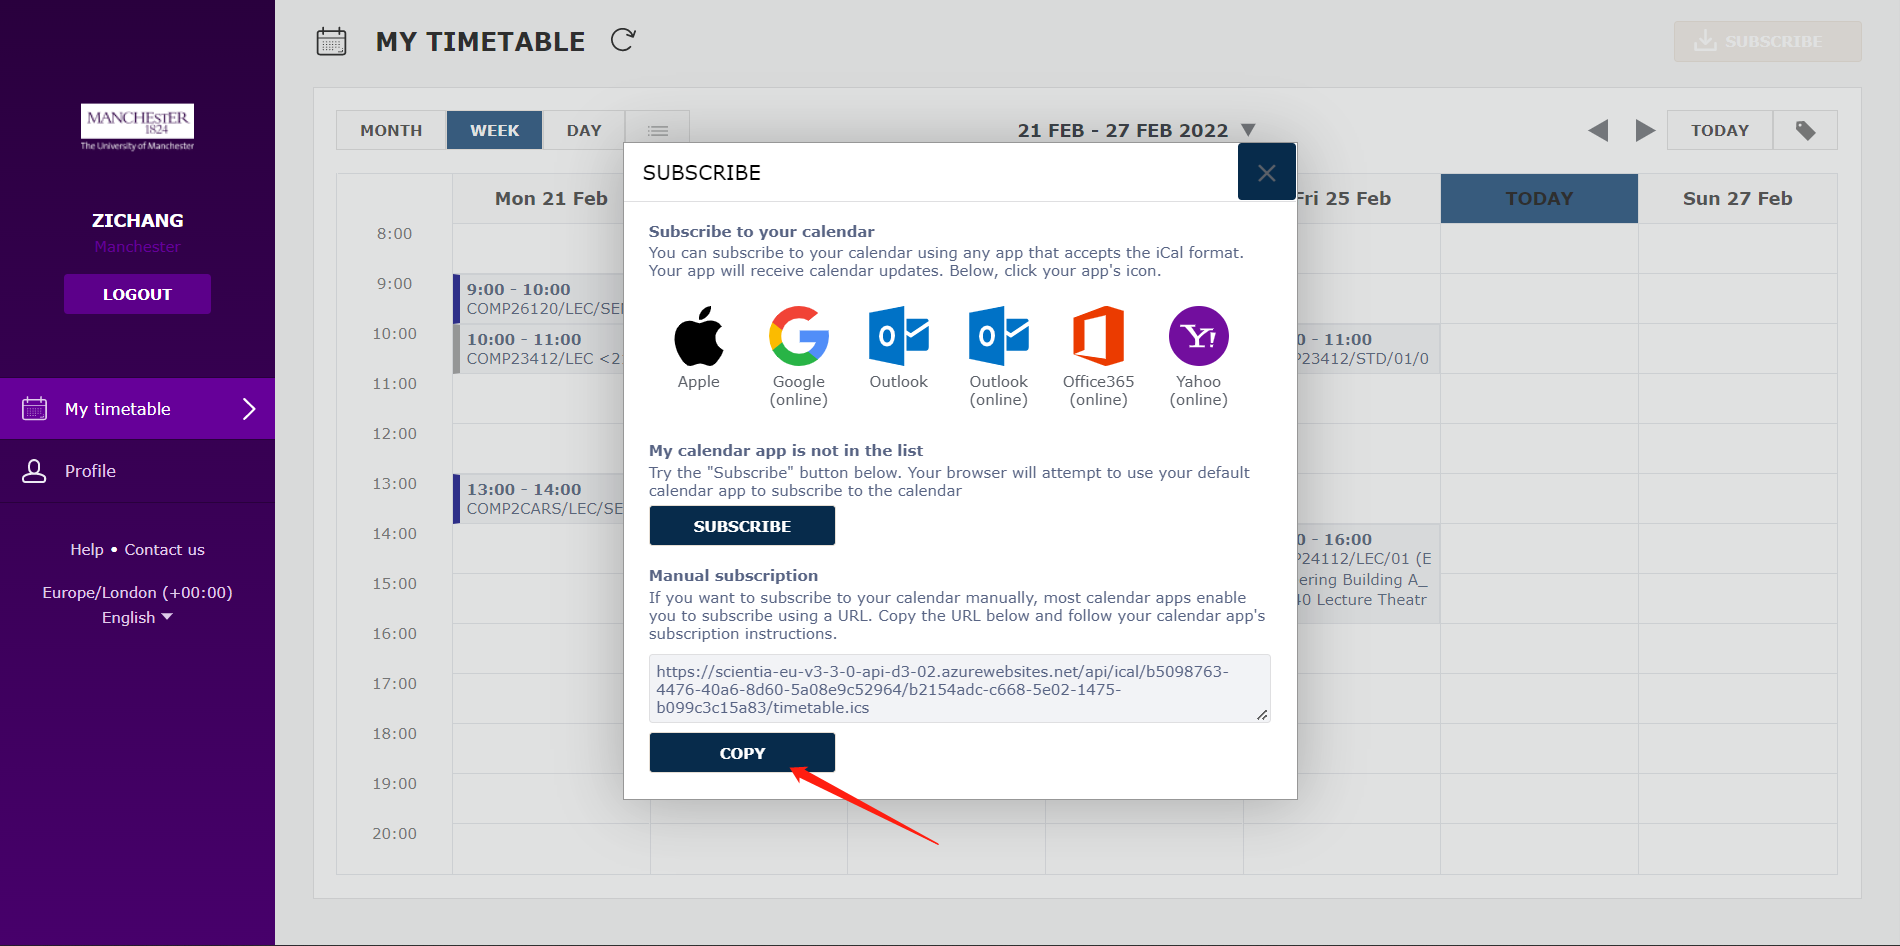 MANCHESTER
1824
The University of Manchester
ZICHANG
Manchester
LOGOUT
My timetable
Profile
Help • Contact us
Europe/London (+00:00)
English
MY TIMETABLE
SUBSCRIBE
MONTH
WEEK
DAY
21 FEB - 27 FEB 2022
TODAY
Mon 21 Feb
Fri 25 Feb
TODAY
Sun 27 Feb
8:00
9:00
10:00
11:00
12:00
13:00
14:00
15:00
16:00
17:00
18:00
19:00
20:00
9:00 - 10:00
COMP26120/LEC/SE
10:00 - 11:00
COMP23412/LEC <2
13:00 - 14:00
COMP2CARS/LEC/SE
0 - 11:00
P23412/STD/01/0
0 - 16:00
P24112/LEC/01 (E
ering Building A_
40 Lecture Theatr
SUBSCRIBE
Subscribe to your calendar
You can subscribe to your calendar using any app that accepts the iCal format.
Your app will receive calendar updates. Below, click your app's icon.
Apple
Google
(online)
Outlook
Outlook
(online)
Office365
(online)
Yahoo
(online)
My calendar app is not in the list
Try the "Subscribe" button below. Your browser will attempt to use your default
calendar app to subscribe to the calendar
SUBSCRIBE
Manual subscription
If you want to subscribe to your calendar manually, most calendar apps enable
you to subscribe using a URL. Copy the URL below and follow your calendar app's
subscription instructions.
https://scientia-eu-v3-3-0-api-d3-02.azurewebsites.net/api/ical/b5098763-
4476-40a6-8d60-5a08e9c52964/b2154adc-c668-5e02-1475-
b099c3c15a83/timetable.ics
COPY